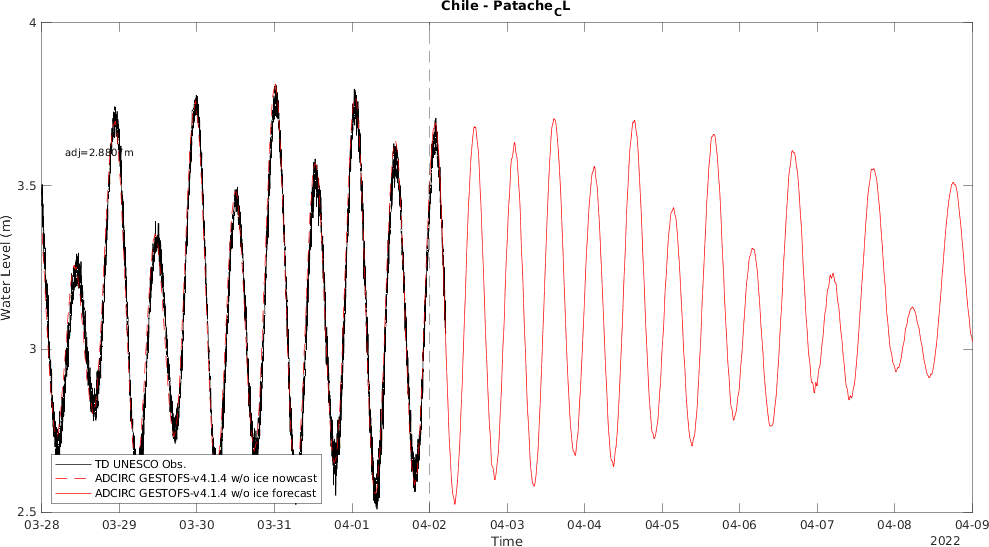 Chile - PatacheCL
4
3.5
3
2.5
Water Level (m)
adj=2.8807m
TD UNESCO Obs.
ADCIRC GESTOFS-v4.1.4 w/o ice nowcast
ADCIRC GESTOFS-v4.1.4 w/o ice forecast
03-28 03-29 03-30 03-31 04-01 04-02 04-03 04-04 04-05 04-06 04-07 04-08 04-09
Time
2022